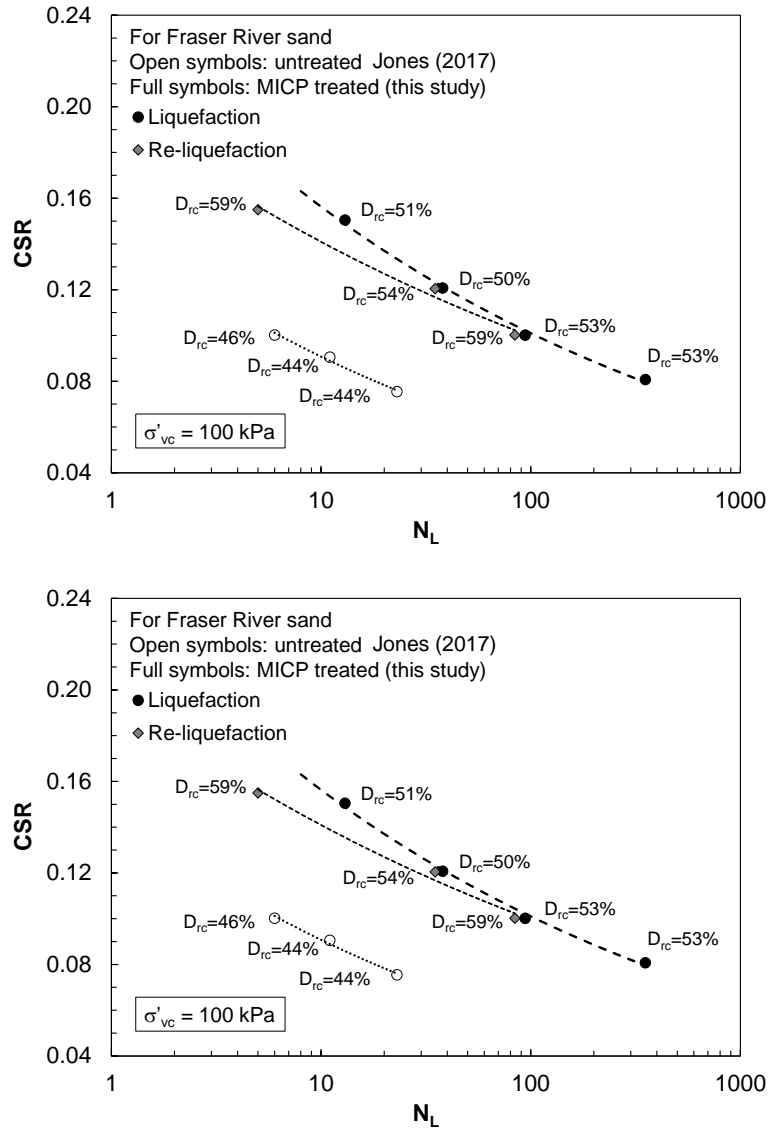 0.24
For Fraser River sand
Open symbols: untreated Jones (2017)
Full symbols: MICP treated (this study)
0.20
Liquefaction
Re-liquefaction
0.16
D_rc=59%
D_rc=51%
CSR
0.12
D_rc=50%
D_rc=54%
D_rc=46%
D_rc=59%
D_rc=53%
D_rc=44%
D_rc=53%
0.08
D_rc=44%
σ'_vc = 100 kPa
0.04
1 10 100 1000
N_L
0.24
For Fraser River sand
Open symbols: untreated Jones (2017)
Full symbols: MICP treated (this study)
0.20
Liquefaction
Re-liquefaction
0.16
D_rc=59%
D_rc=51%
CSR
0.12
D_rc=50%
D_rc=54%
D_rc=46%
D_rc=59%
D_rc=53%
D_rc=44%
D_rc=53%
0.08
D_rc=44%
σ'_vc = 100 kPa
0.04
1 10 100 1000
N_L